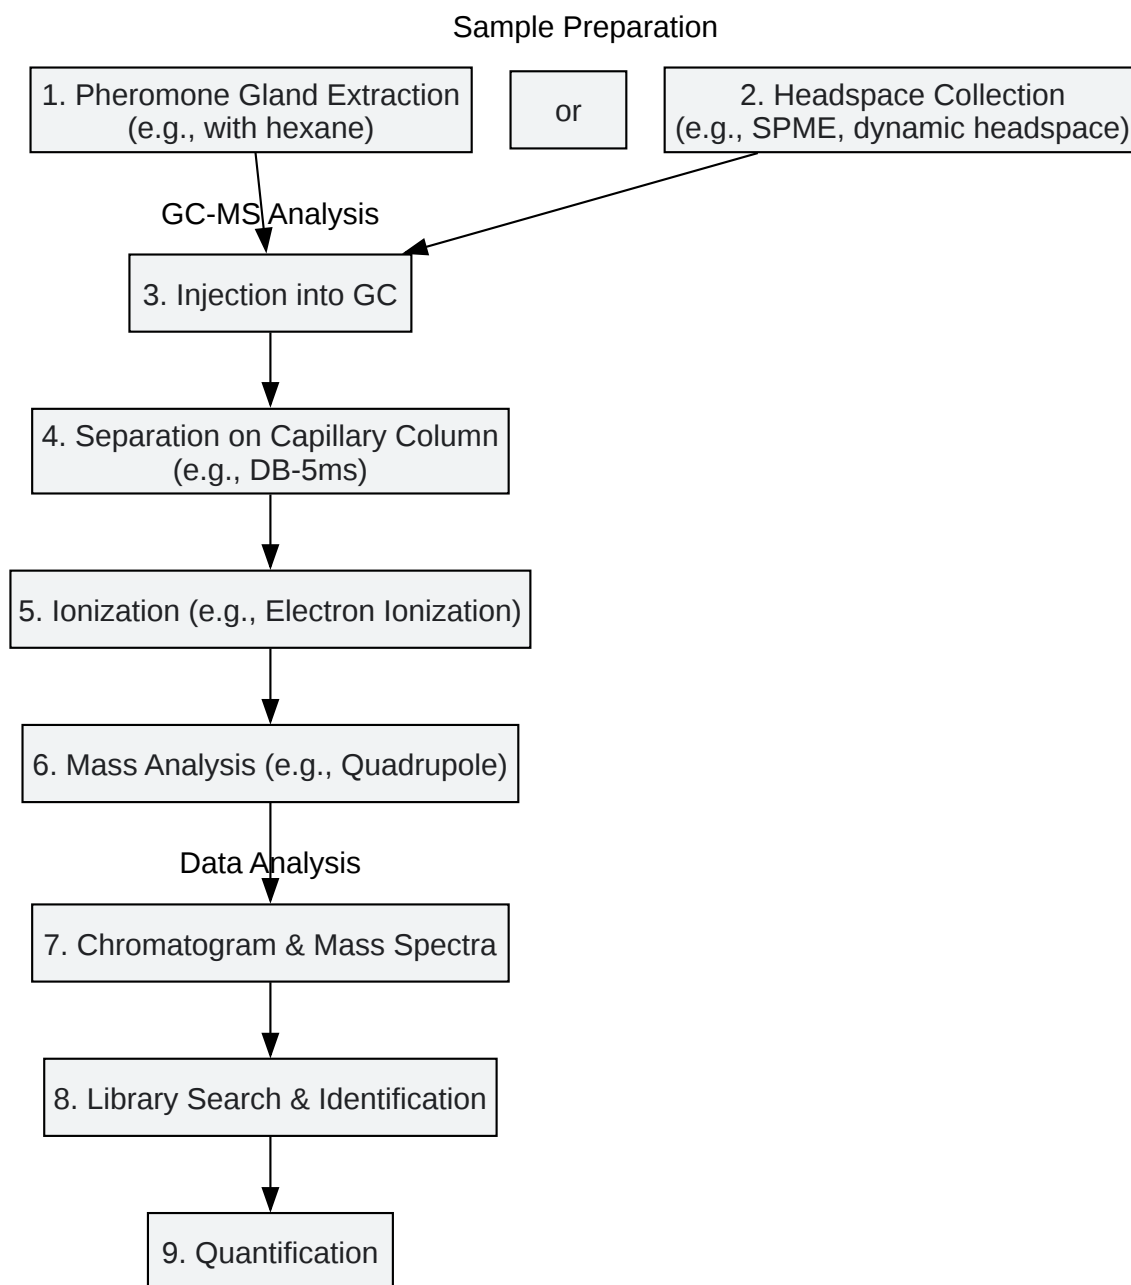 Sample Preparation
1. Pheromone Gland Extraction
(e.g., with hexane)
or
2. Headspace Collection
(e.g., SPME, dynamic headspace)
GC-MS Analysis
3. Injection into GC
4. Separation on Capillary Column
(e.g., DB-5ms)
5. Ionization (e.g., Electron Ionization)
6. Mass Analysis (e.g., Quadrupole)
Data Analysis
7. Chromatogram & Mass Spectra
8. Library Search & Identification
9. Quantification